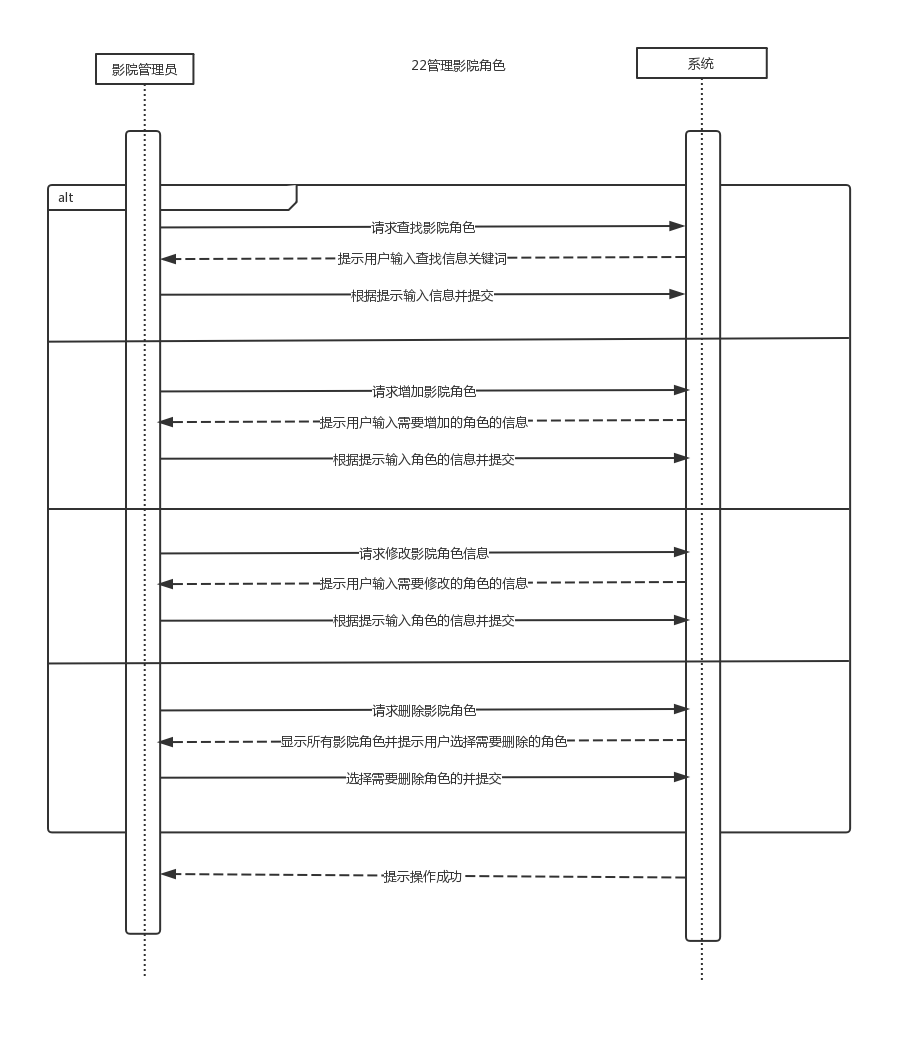 影院管理员
22管理影院角色
系统
alt
请求查找影院角色
提示用户输入查找信息关键词
根据提示输入信息并提交
请求增加影院角色
提示用户输入需要增加的角色的信息
根据提示输入角色的信息并提交
请求修改影院角色信息
提示用户输入需要修改的角色的信息
根据提示输入角色的信息并提交
请求删除影院角色
显示所有影院角色并提示用户选择需要删除的角色
选择需要删除角色的并提交
提示操作成功